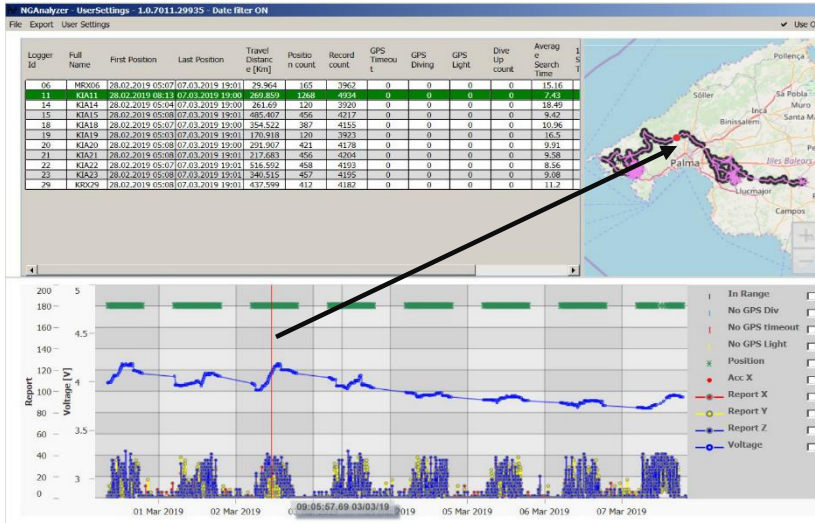 NGAnalyzer - UserSettings - 1.0.7011.29935 - Date filter ON
File Export User Settings
Logger Id Full Name First Position Last Position Travel Distanc e [Km] Positio n count Record count GPS Timeou t GPS Diving GPS Light Dive Up count Averag e Search Time
06 MRX06 28.02.2019 05:07 07.03.2019 19:01 29.964 165 3962 0 0 0 0 15.16
11 KIA11 28.02.2019 08:13 07.03.2019 19:00 269.859 1268 4934 0 0 0 0 7.43
14 KIA14 28.02.2019 05:04 07.03.2019 19:00 261.69 120 3920 0 0 0 0 18.49
15 KIA15 28.02.2019 05:08 07.03.2019 19:01 485.407 456 4217 0 0 0 0 9.42
18 KIA18 28.02.2019 05:07 07.03.2019 19:00 354.522 387 4155 0 0 0 0 10.96
19 KIA19 28.02.2019 05:03 07.03.2019 19:01 170.918 120 3923 0 0 0 0 16.5
20 KIA20 28.02.2019 05:08 07.03.2019 19:00 291.907 421 4178 0 0 0 0 9.91
21 KIA21 28.02.2019 05:08 07.03.2019 19:01 217.683 456 4204 0 0 0 0 9.58
22 KIA22 28.02.2019 05:07 07.03.2019 19:01 516.592 458 4193 0 0 0 0 8.56
23 KIA23 28.02.2019 05:08 07.03.2019 19:01 340.515 457 4195 0 0 0 0 9.08
29 KRX29 28.02.2019 05:08 07.03.2019 19:01 437.599 412 4182 0 0 0 0 11.2
Pollença
Sóller
Sa Pobla
Muro
Inca
Santa M
Binissalem
Palma
Illes Balears
Llucmajor
Campos
200 5
180
160 4.5
140
120 4
100
80
60 3.5
40
20 3
0
Report
Voltage [V]
In Range
No GPS Div
No GPS timeout
No GPS Light
Position
Acc X
Report X
Report Y
Report Z
Voltage
01 Mar 2019 02 Mar 2019 2019 05 Mar 2019 06 Mar 2019 07 Mar 2019
09:05:57.69 03/03/19